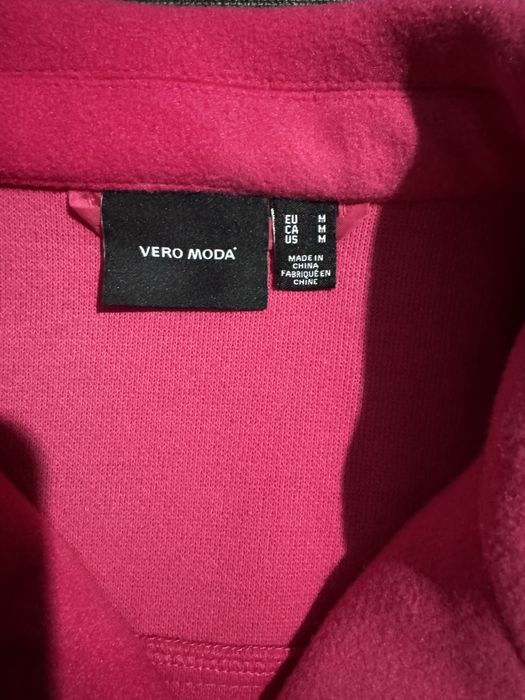 VERO MODA®
EU M
CA M
US M
MADE IN
CHINA
FABRIQUÉ EN
CHINE